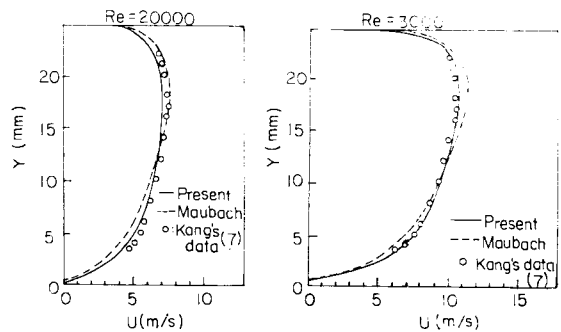 Re=20000
20
15
10
5
0
Y (mm)
Present
Maubach
Kang's
data (7)
0
5
10
U(m/s)
Re=3000
20
15
10
5
0
Y (mm)
Present
Maubach
Kang's data
(7)
0
5
10
15
U (m/s)